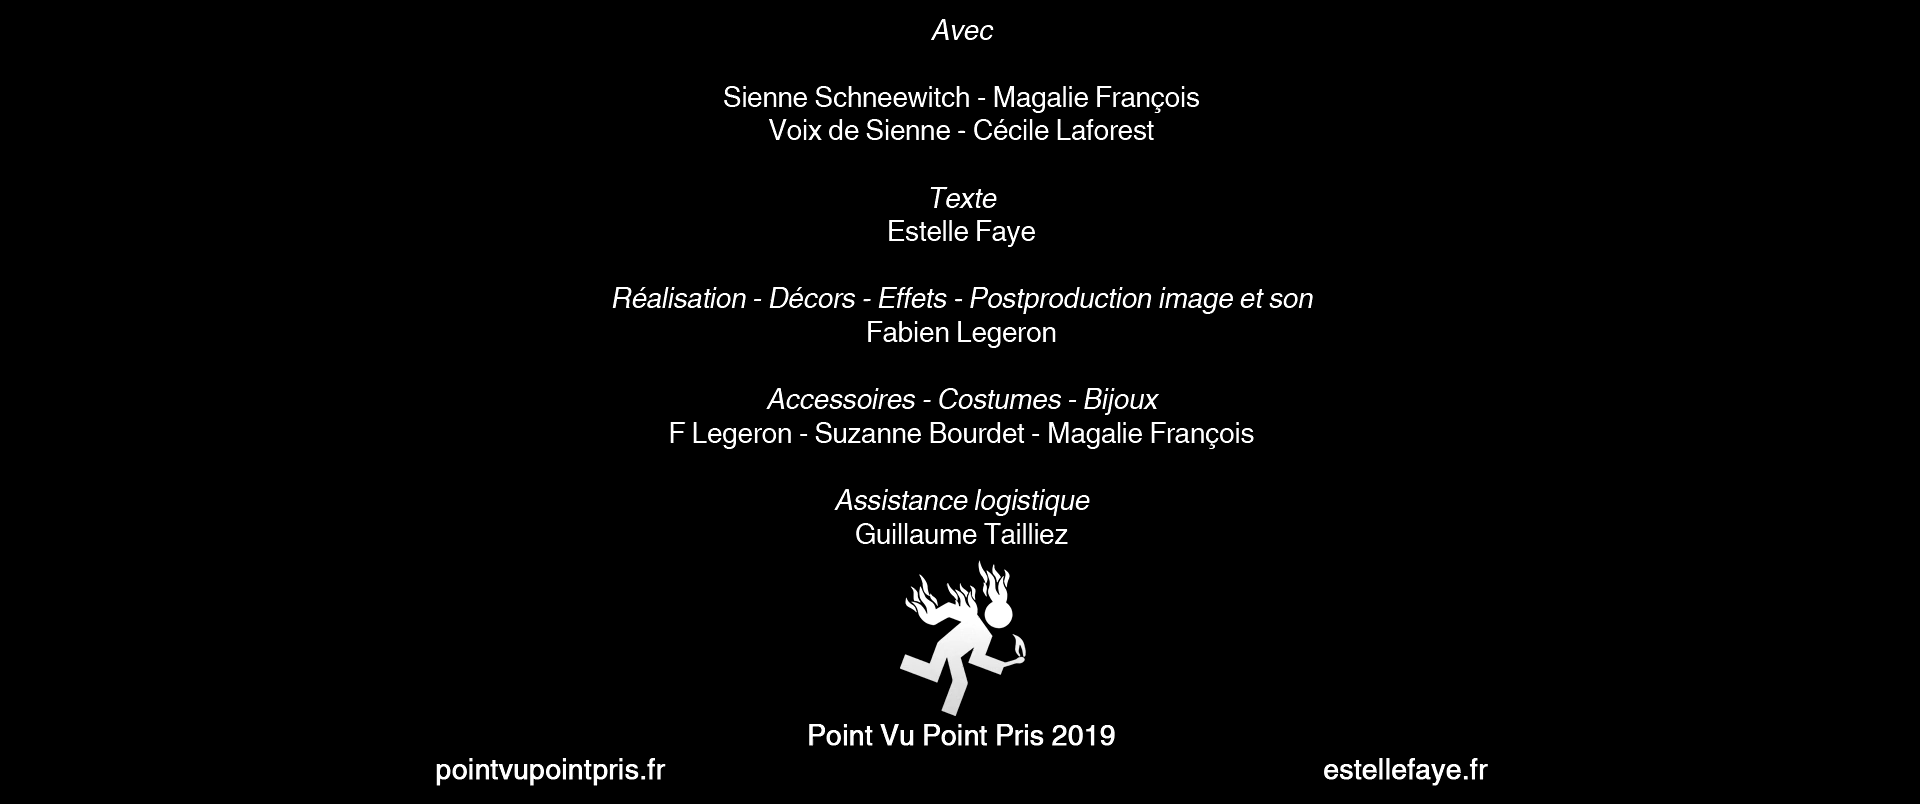 Avec
Sienne Schneewitch - Magalie François
Voix de Sienne - Cécile Laforest
Texte
Estelle Faye
Réalisation - Décors - Effets - Postproduction image et son
Fabien Legeron
Accessoires - Costumes - Bijoux
F Legeron - Suzanne Bourdet - Magalie François
Assistance logistique
Guillaume Tailliez
Point Vu Point Pris 2019
pointvupointpris.fr
estellefaye.fr